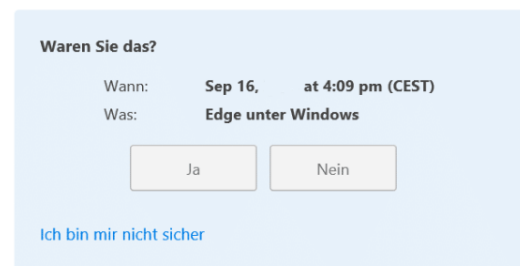 Waren Sie das?
Wann: Sep 16, at 4:09 pm (CEST)
Was: Edge unter Windows
Ja Nein
Ich bin mir nicht sicher